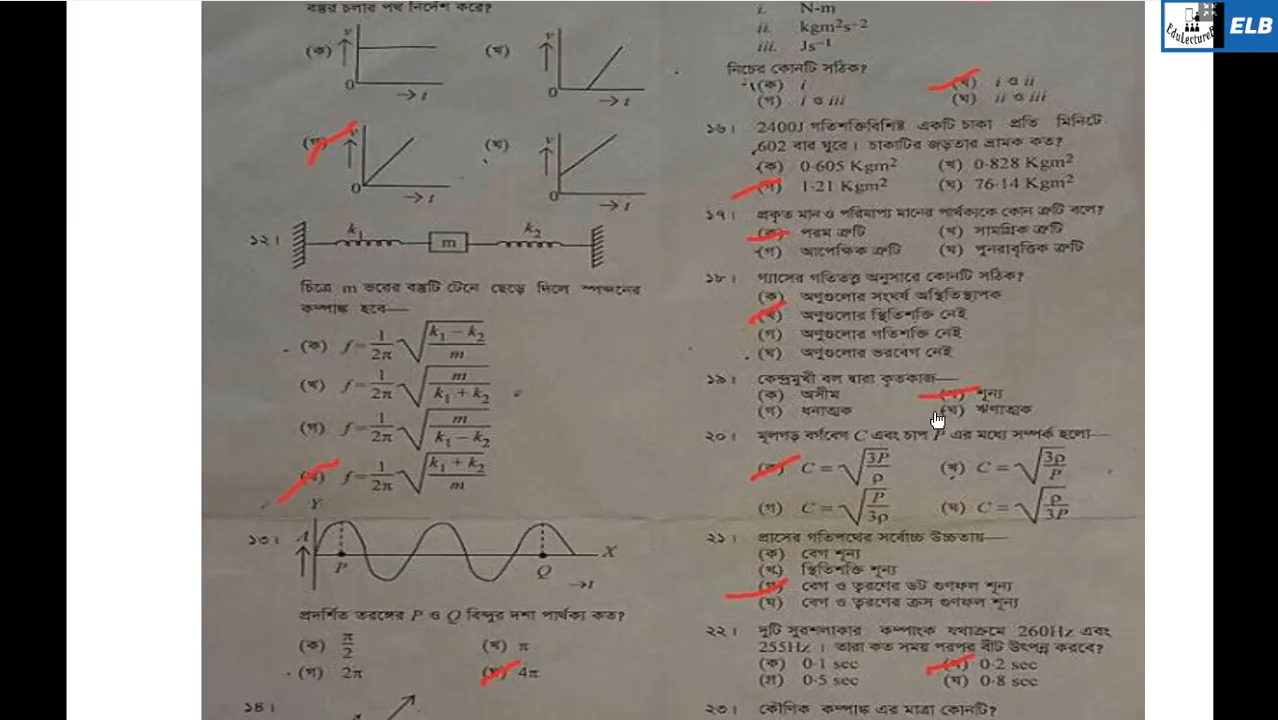 বস্তুর চলার পথ নির্দেশ করে?
(ক) v 0 → t
(খ) v 0 → t
v 0 → t
(ঘ) v 0 → t
১২। k₁ m k₂
চিত্রে m ভরের বস্তুটি টেনে ছেড়ে দিলে স্পন্দনের
কম্পাঙ্ক হবে—
(ক) f = 1/2π √(k₁ − k₂ / m)
(খ) f = 1/2π √(m / k₁ + k₂)
(গ) f = 1/2π √(m / k₁ − k₂)
f = 1/2π √(k₁ + k₂ / m)
১৩। Y A P Q X → t
প্রদর্শিত তরঙ্গের P ও Q বিন্দুর দশা পার্থক্য কত?
(ক) π/2 (খ) π
(গ) 2π (ঘ) 4π
১৪।
i. N-m
ii. kgm²s⁻²
iii. Js⁻¹
নিচের কোনটি সঠিক?
(ক) i (খ) i ও ii
(গ) i ও iii (ঘ) ii ও iii
১৬। 2400J গতিশক্তিবিশিষ্ট একটি চাকা প্রতি মিনিটে
602 বার ঘুরে। চাকাটির জড়তার ভ্রামক কত?
(ক) 0·605 Kgm² (খ) 0·828 Kgm²
(গ) 1·21 Kgm² (ঘ) 76·14 Kgm²
১৭। প্রকৃত মান ও পরিমাপ্য মানের পার্থক্যকে কোন ত্রুটি বলে?
(ক) পরম ত্রুটি (খ) সামগ্রিক ত্রুটি
(গ) আপেক্ষিক ত্রুটি (ঘ) পুনরাবৃত্তিক ত্রুটি
১৮। গ্যাসের গতিতত্ত্ব অনুসারে কোনটি সঠিক?
(ক) অণুগুলোর সংঘর্ষ অস্থিতিস্থাপক
(খ) অণুগুলোর স্থিতিশক্তি নেই
(গ) অণুগুলোর গতিশক্তি নেই
(ঘ) অণুগুলোর ভরবেগ নেই
১৯। কেন্দ্রমুখী বল দ্বারা কৃতকাজ—
(ক) অসীম (খ) শূন্য
(গ) ধনাত্মক (ঘ) ঋণাত্মক
২০। মূলগড় বর্গবেগ C এবং চাপ P এর মধ্যে সম্পর্ক হলো—
(ক) C = √(3P/ρ) (খ) C = √(3ρ/P)
(গ) C = √(P/3ρ) (ঘ) C = √(ρ/3P)
২১। প্রাসের গতিপথের সর্বোচ্চ উচ্চতায়—
(ক) বেগ শূন্য
(খ) স্থিতিশক্তি শূন্য
(গ) বেগ ও ত্বরণের ডট গুণফল শূন্য
(ঘ) বেগ ও ত্বরণের ক্রস গুণফল শূন্য
২২। দুটি সুরশলাকার কম্পাংক যথাক্রমে 260Hz এবং
255Hz । তারা কত সময় পরপর বীট উৎপন্ন করবে?
(ক) 0·1 sec (খ) 0·2 sec
(গ) 0·5 sec (ঘ) 0·8 sec
২৩। কৌণিক কম্পাঙ্ক এর মাত্রা কোনটি?
EduLecture
ELB